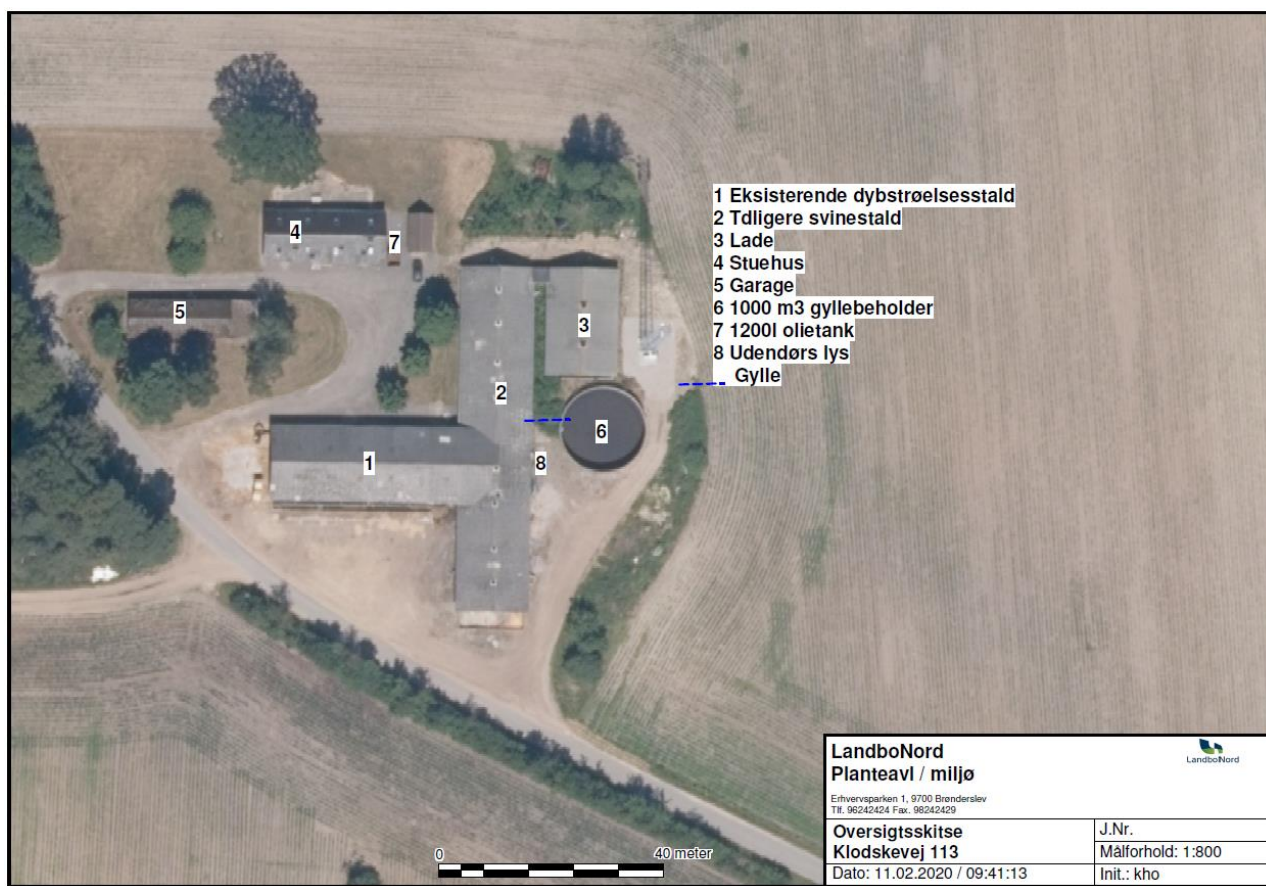 1 Eksisterende dybstrøelsesstald
2 Tdligere svinestald
3 Lade
4 Stuehus
5 Garage
6 1000 m3 gyllebeholder
7 1200l olietank
8 Udendørs lys
Gylle
4
7
5
3
2
6
1
8
0 40 meter
LandboNord
Planteavl / miljø
LandboNord
Erhvervsparken 1, 9700 Brønderslev
Tlf. 96242424 Fax. 98242429
Oversigtsskitse
Klodskevej 113
J.Nr.
Målforhold: 1:800
Dato: 11.02.2020 / 09:41:13
Init.: kho